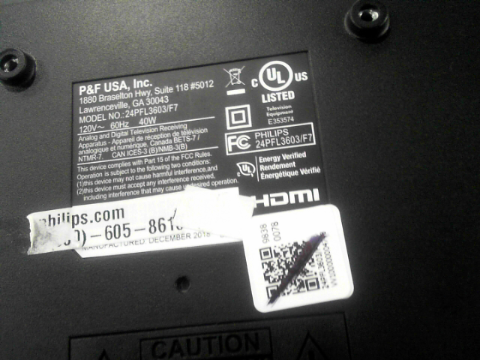 P&F USA, Inc.
1880 Braselton Hwy. Suite 118 #5012
Lawrenceville, GA 30043
MODEL NO.: 24PFL3603/F7
120V~ 60Hz 40W
Analog and Digital Television Receiving
Apparatus - Appareil de réception de télévision
analogique et numérique, Canada BETS-7 /
NTMR-7 CAN ICES-3 (B)/NMB-3(B)
This device complies with Part 15 of the FCC Rules.
Operation is subject to the following two conditions:
(1)this device may not cause harmful interference, and
(2)this device must accept any interference received,
including interference that may cause undesired
C UL US
LISTED
Television
Equipment
E353574
FC PHILIPS
24PFL3603/F7
Energy Verified
Rendement
Énergétique Vérifié
HDMI
philips.com
0)-605-861
MANUFACTURED: DECEMBER
9838
0078
CAUTION